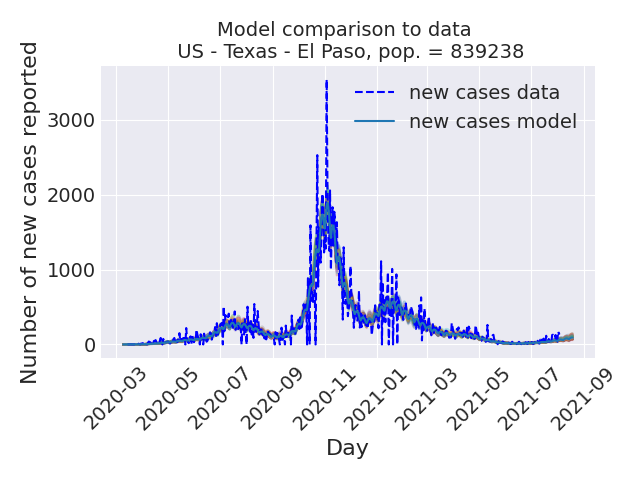 Model comparison to data
US - Texas - El Paso, pop. = 839238
new cases data
new cases model
Number of new cases reported
3000
2000
1000
0
2020-03
2020-05
2020-07
2020-09
2020-11
2021-01
2021-03
2021-05
2021-07
2021-09
Day